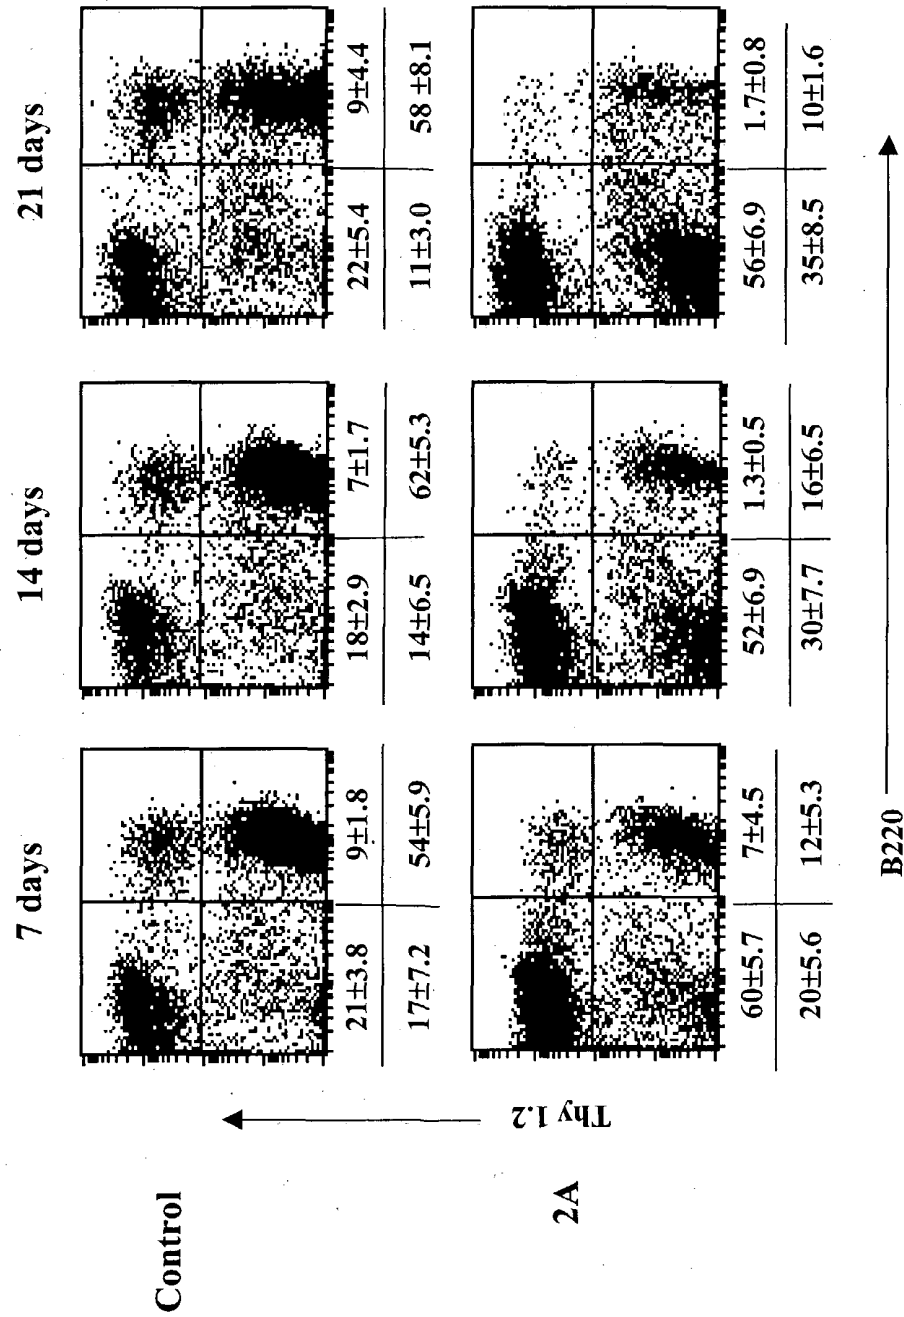 7 days 14 days 21 days
Control
21±3.8 9±1.8 18±2.9 7±1.7 22±5.4 9±4.4
17±7.2 54±5.9 14±6.5 62±5.3 11±3.0 58 ±8.1
Thy 1.2
2A
60±5.7 7±4.5 52±6.9 1.3±0.5 56±6.9 1.7±0.8
20±5.6 12±5.3 30±7.7 16±6.5 35±8.5 10±1.6
B220